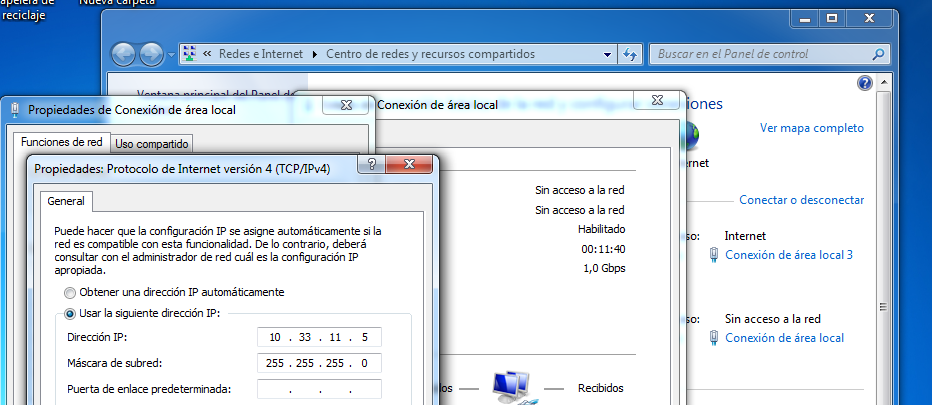 reciclaje
Nueva carpeta
Redes e Internet
Centro de redes y recursos compartidos
Buscar en el Panel de control
Ventana principal del Panel de
Propiedades de Conexión de área local
Conexión de área local
Funciones de red
Uso compartido
Ver mapa completo
Propiedades: Protocolo de Internet versión 4 (TCP/IPv4)
General
Puede hacer que la configuración IP se asigne automáticamente si la
red es compatible con esta funcionalidad. De lo contrario, deberá
consultar con el administrador de red cuál es la configuración IP
apropiada.
Obtener una dirección IP automáticamente
Usar la siguiente dirección IP:
Dirección IP: 10 . 33 . 11 . 5
Máscara de subred: 255 . 255 . 255 . 0
Puerta de enlace predeterminada: . . .
Sin acceso a la red
Sin acceso a la red
Habilitado
00:11:40
1,0 Gbps
Recibidos
Conectar o desconectar
Internet
Conexión de área local 3
Sin acceso a la red
Conexión de área local